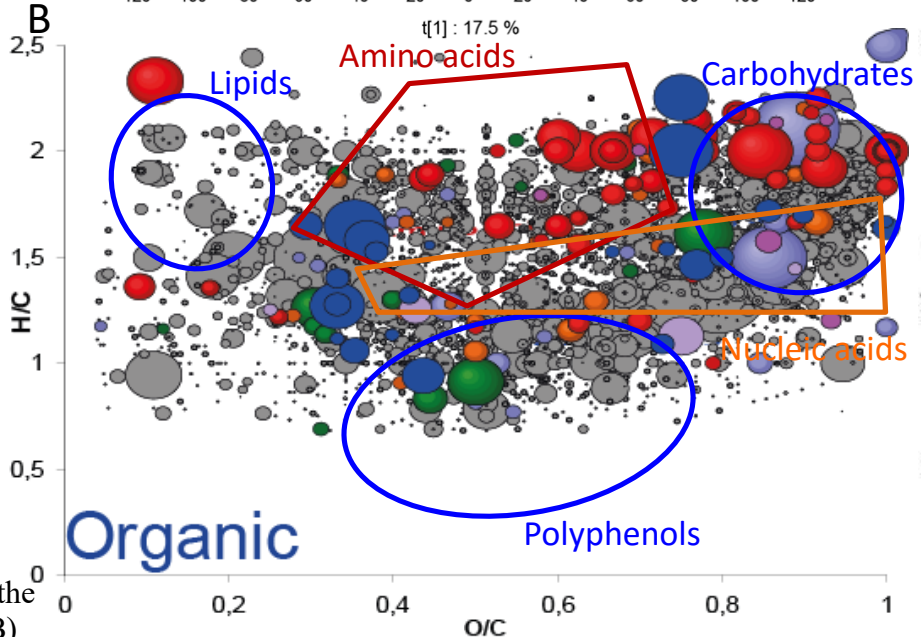 B
t[1] : 17.5 %
2,5
Amino acids
Lipids
Carbohydrates
2
1,5
H/C
1
Nucleic acids
0,5
Polyphenols
Organic
0
0 0,2 0,4 0,6 0,8 1
the
O/C